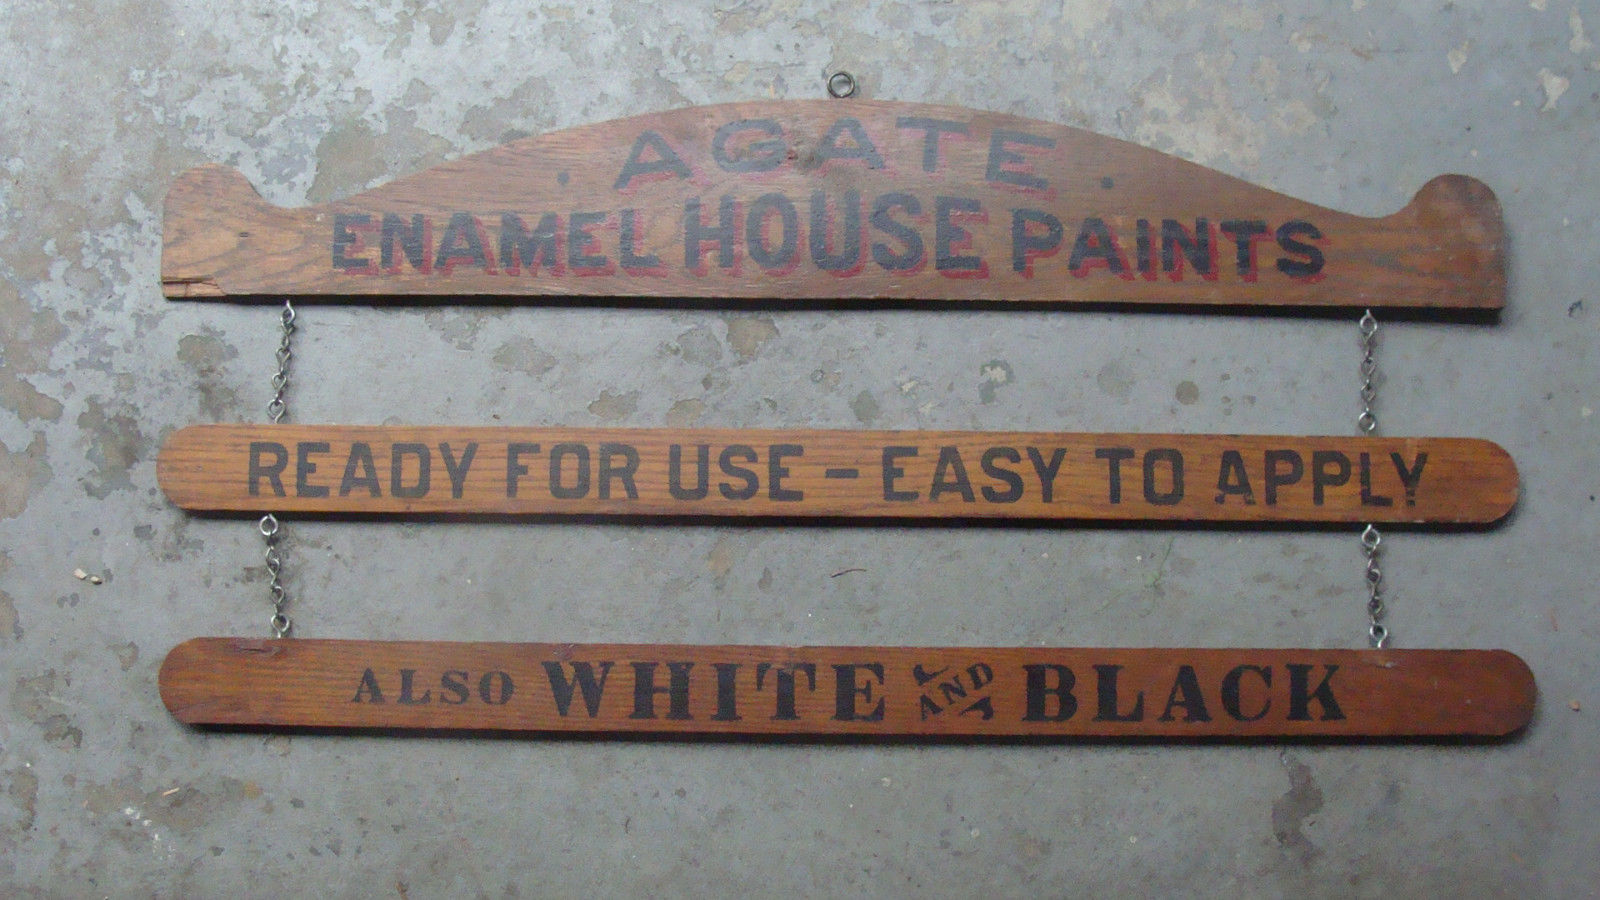 AGATE
ENAMEL HOUSE PAINTS
READY FOR USE - EASY TO APPLY
ALSO WHITE AND BLACK